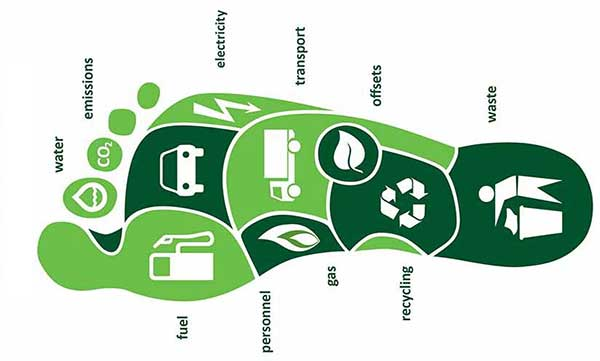 water
emissions
CO₂
electricity
transport
offsets
waste
fuel
personnel
gas
recycling